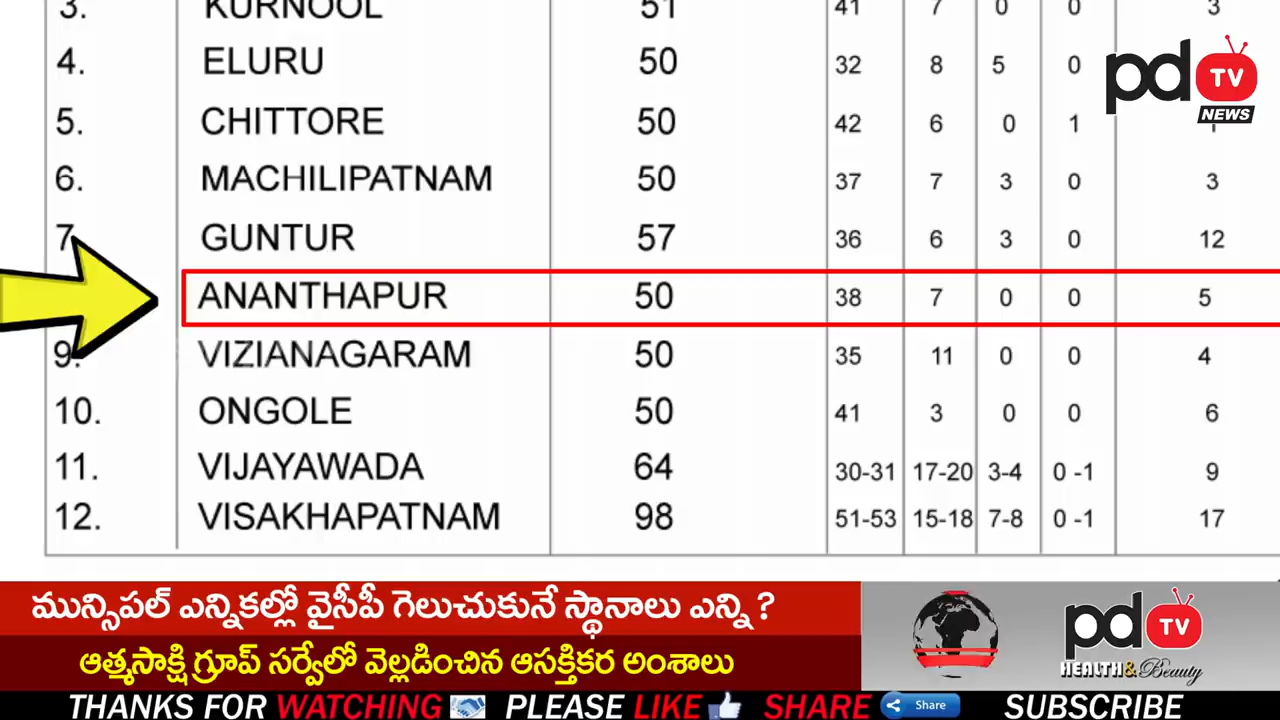 3. KURNOOL 51 41 7 0 0 3
4. ELURU 50 32 8 5 0
5. CHITTORE 50 42 6 0 1
6. MACHILIPATNAM 50 37 7 3 0 3
7. GUNTUR 57 36 6 3 0 12
ANANTHAPUR 50 38 7 0 0 5
9. VIZIANAGARAM 50 35 11 0 0 4
10. ONGOLE 50 41 3 0 0 6
11. VIJAYAWADA 64 30-31 17-20 3-4 0 -1 9
12. VISAKHAPATNAM 98 51-53 15-18 7-8 0 -1 17
pd TV NEWS
మున్సిపల్ ఎన్నికల్లో వైసీపీ గెలుచుకునే స్థానాలు ఎన్ని ?
ఆత్మసాక్షి గ్రూప్ సర్వేలో వెల్లడించిన ఆసక్తికర అంశాలు
pd TV
HEALTH & Beauty
THANKS FOR WATCHING PLEASE LIKE SHARE Share SUBSCRIBE